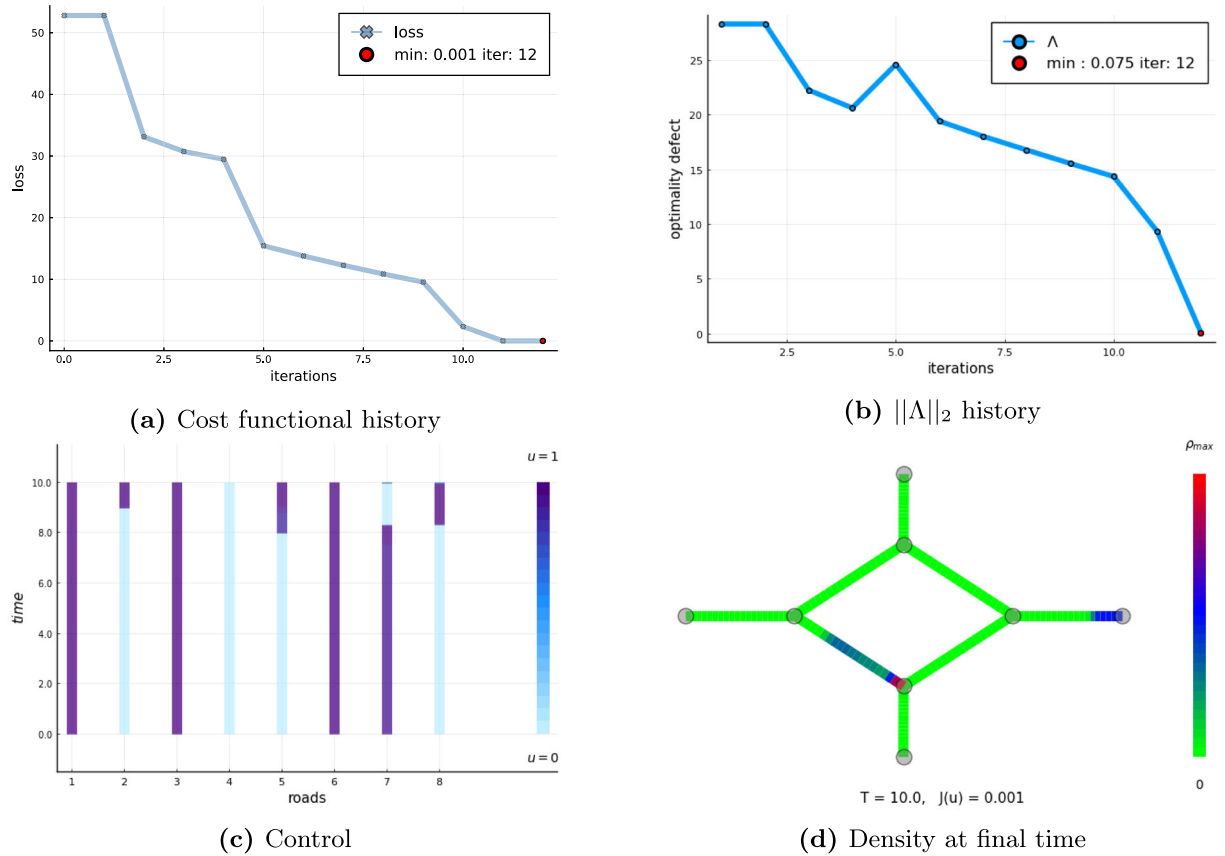 50
40
30
20
10
0
0.0
2.5
5.0
7.5
10.0
loss
iterations
loss
min: 0.001 iter: 12
(a) Cost functional history
25
20
15
10
5
0
2.5
5.0
7.5
10.0
optimality defect
iterations
Λ
min : 0.075 iter: 12
(b) ||Λ||₂ history
u = 1
10.0
8.0
6.0
4.0
2.0
0.0
time
u = 0
1 2 3 4 5 6 7 8
roads
(c) Control
ρmax
0
T = 10.0, J(u) = 0.001
(d) Density at final time